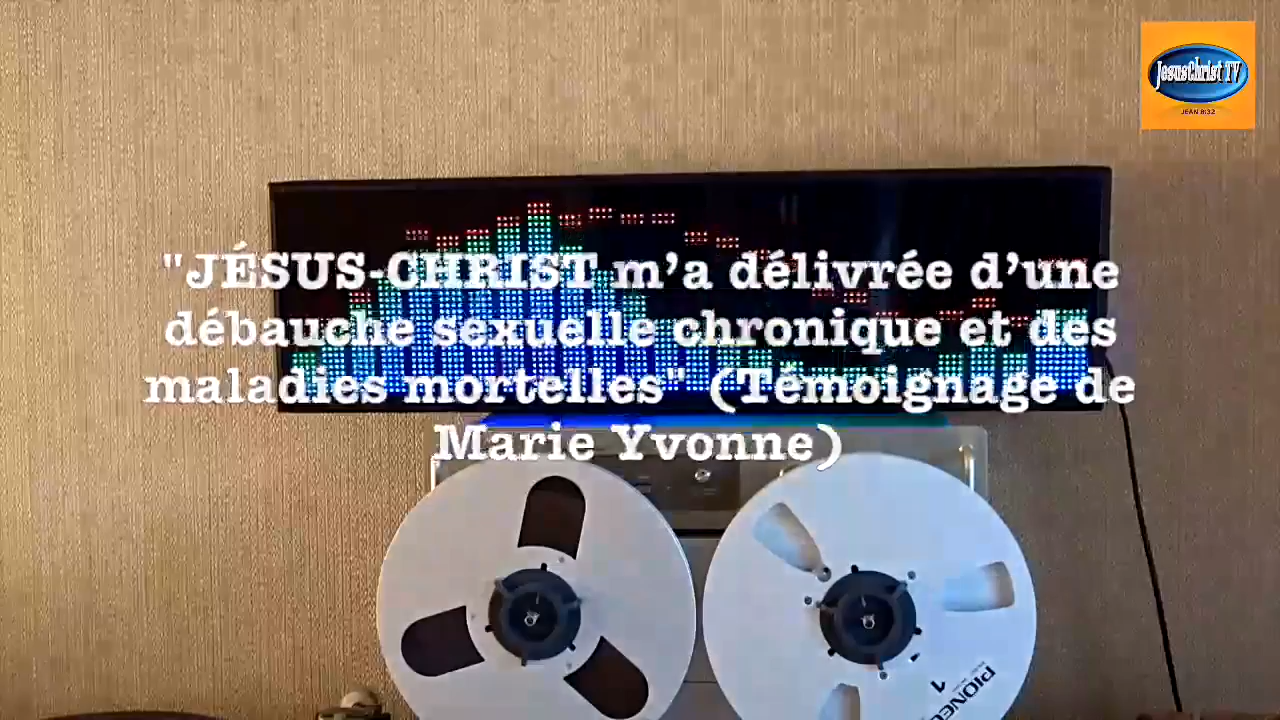 JesusChrist TV
JEAN 8:32
"JÉSUS-CHRIST m’a délivrée d’une
débauche sexuelle chronique et des
maladies mortelles" (Témoignage de
Marie Yvonne)
PIONEER
1